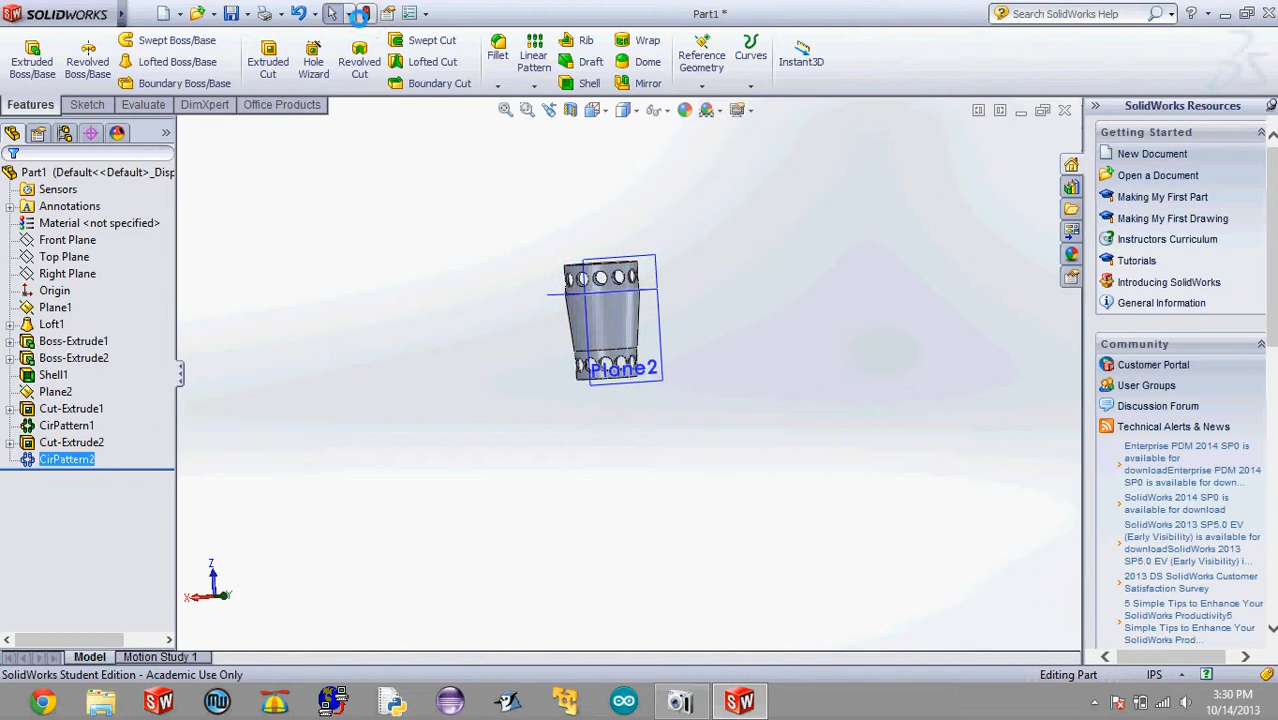 SOLIDWORKS
Part1 *
Search SolidWorks Help
Extruded Boss/Base
Revolved Boss/Base
Swept Boss/Base
Lofted Boss/Base
Boundary Boss/Base
Extruded Cut
Hole Wizard
Revolved Cut
Swept Cut
Lofted Cut
Boundary Cut
Fillet
Linear Pattern
Rib
Draft
Shell
Wrap
Dome
Mirror
Reference Geometry
Curves
Instant3D
Features
Sketch
Evaluate
DimXpert
Office Products
Part1 (Default<<Default>_Disp
Sensors
Annotations
Material <not specified>
Front Plane
Top Plane
Right Plane
Origin
Plane1
Loft1
Boss-Extrude1
Boss-Extrude2
Shell1
Plane2
Cut-Extrude1
CirPattern1
Cut-Extrude2
CirPattern2
Plane2
Z
X
Y
SolidWorks Resources
Getting Started
New Document
Open a Document
Making My First Part
Making My First Drawing
Instructors Curriculum
Tutorials
Introducing SolidWorks
General Information
Community
Customer Portal
User Groups
Discussion Forum
Technical Alerts & News
Enterprise PDM 2014 SP0 is
available for
downloadEnterprise PDM 2014
SP0 is available for down...
SolidWorks 2014 SP0 is
available for download
SolidWorks 2013 SP5.0 EV
(Early Visibility) is available for
downloadSolidWorks 2013
SP5.0 EV (Early Visibility) i...
2013 DS SolidWorks Customer
Satisfaction Survey
5 Simple Tips to Enhance Your
SolidWorks Productivity5
Simple Tips to Enhance Your
SolidWorks Prod...
Model
Motion Study 1
SolidWorks Student Edition - Academic Use Only
Editing Part
IPS
3:30 PM
10/14/2013